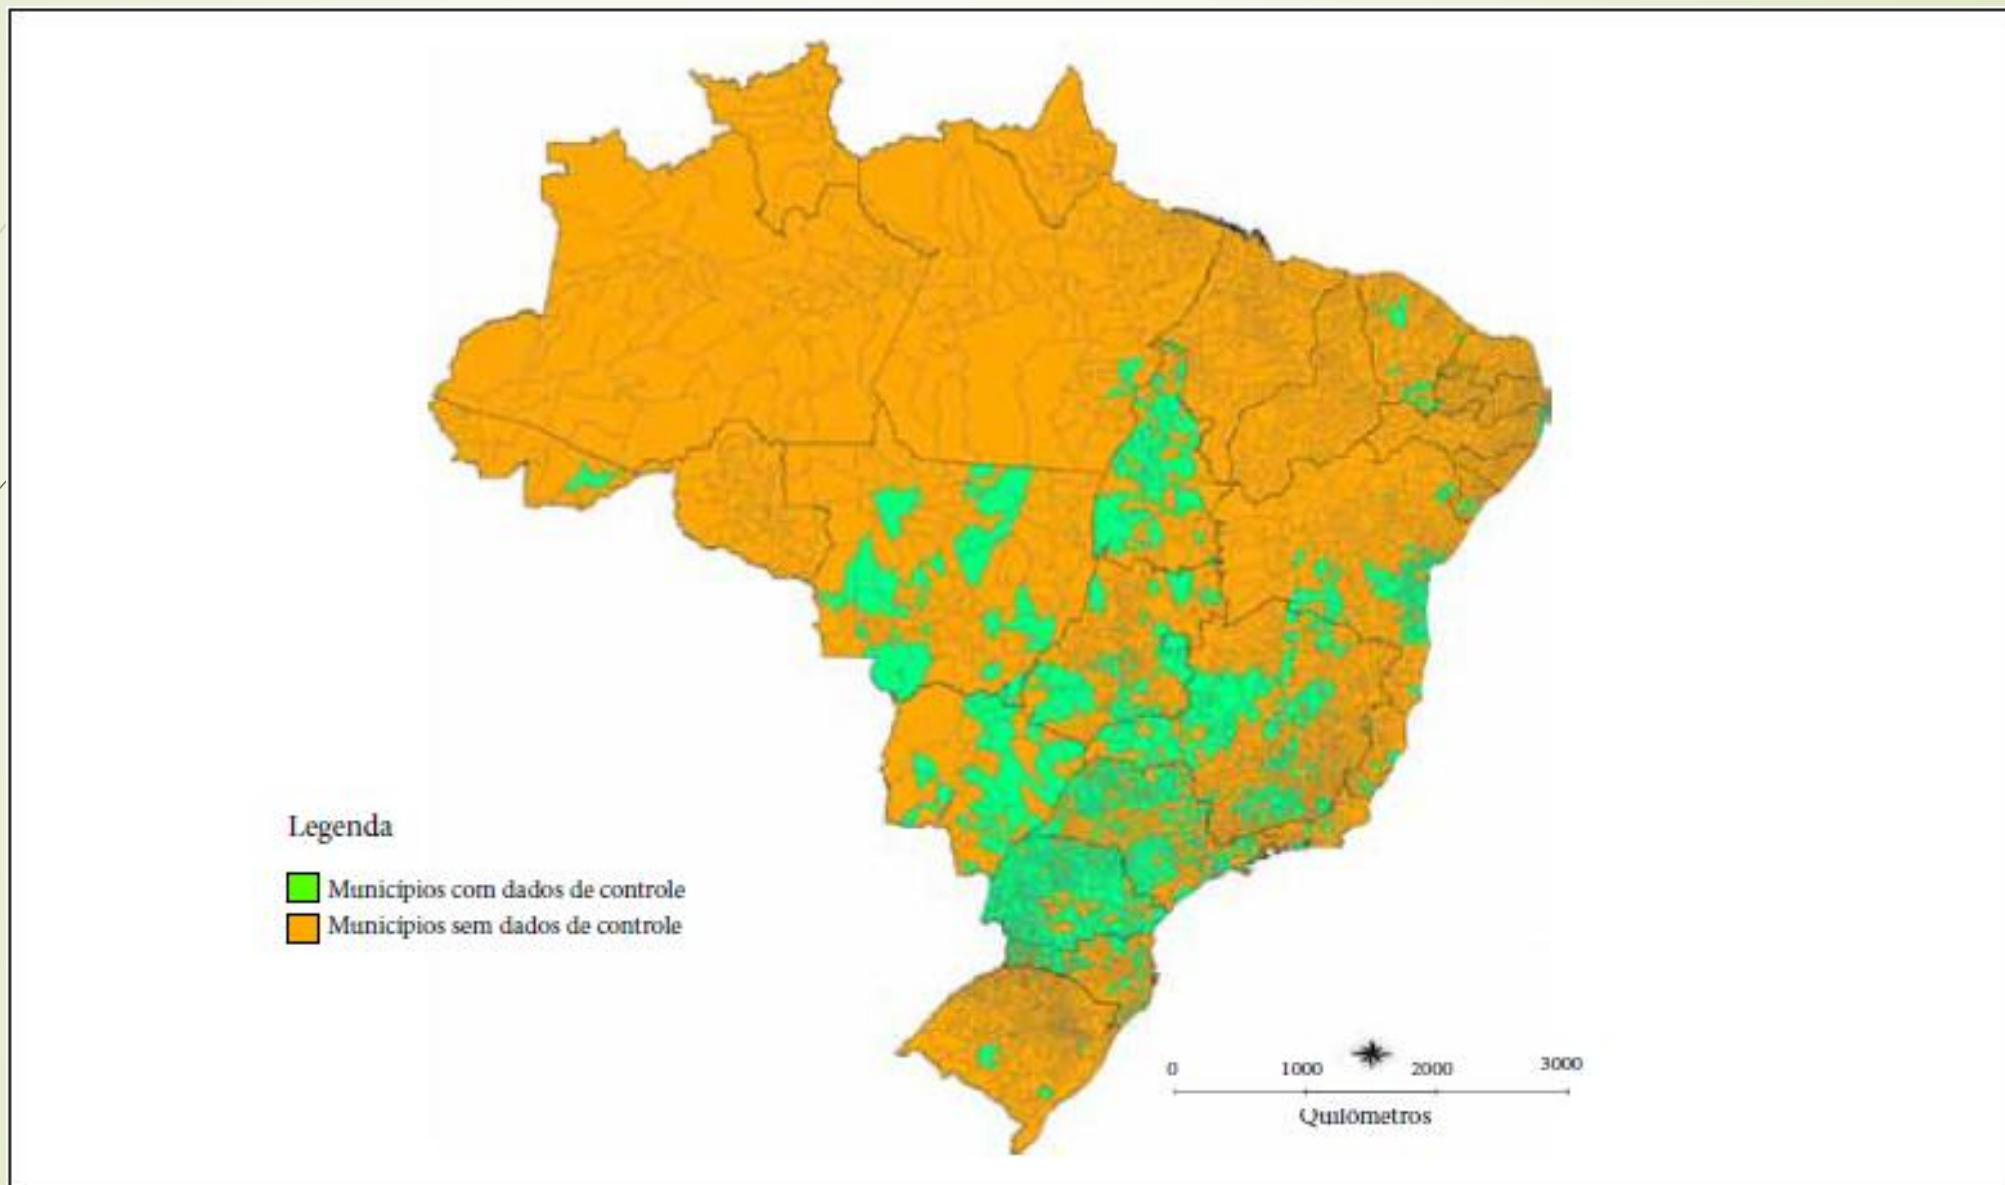 Legenda
Municípios com dados de controle
Municípios sem dados de controle
0 1000 2000 3000
Quilômetros